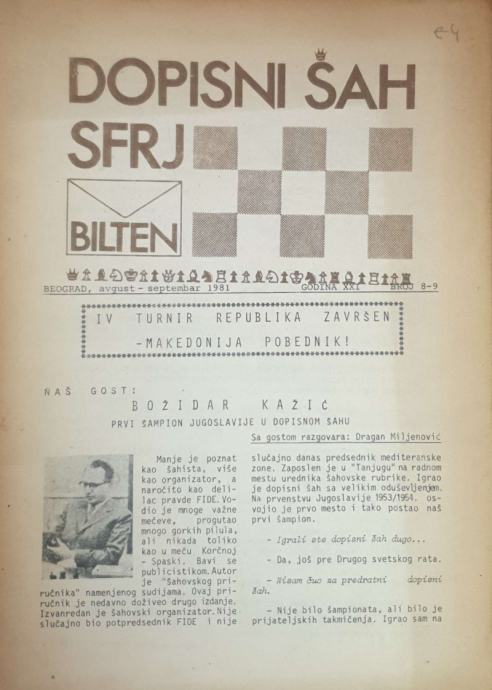 e4
DOPISNI ŠAH
SFRJ
BILTEN
BEOGRAD, avgust - septembar 1981 GODINA XXI BROJ 8-9
IV TURNIR REPUBLIKA ZAVRŠEN
-MAKEDONIJA POBEDNIK!
NAŠ GOST:
BOŽIDAR KAŽIĆ
PRVI ŠAMPION JUGOSLAVIJE U DOPISNOM ŠAHU
Sa gostom razgovara: Dragan Miljenović
Manje je poznat
kao šahista, više
kao organizator, a
naročito kao deli-
lac pravde FIDE. Vo-
dio je mnoge važne
mečeve, progutao
mnogo gorkih pilula,
ali nikada toliko
kao u meču Korčnoj
- Spaski. Bavi se
publicistikom. Autor
je "šahovskog pri-
ručnika" namenjenog sudijama. Ovaj pri-
ručnik je nedavno doživeo drugo izdanje.
Izvanredan je šahovski organizator. Nije
slučajno bio potpredsednik FIDE i nije
slučajno danas predsednik mediteranske
zone. Zaposlen je u "Tanjugu" na radnom
mestu urednika šahovske rubrike. Igrao
je dopisni šah sa velikim oduševljenjem.
Na prvenstvu Jugoslavije 1953/1954. os-
vojio je prvo mesto i tako postao naš
prvi šampion.
- Igrali ste dopisni šah dugo...
- Da, još pre Drugog svetskog rata.
- Nisam čuo za predratni dopisni
šah.
- Nije bilo šampionata, ali bilo je
prijateljskih takmičenja. Igrao sam na